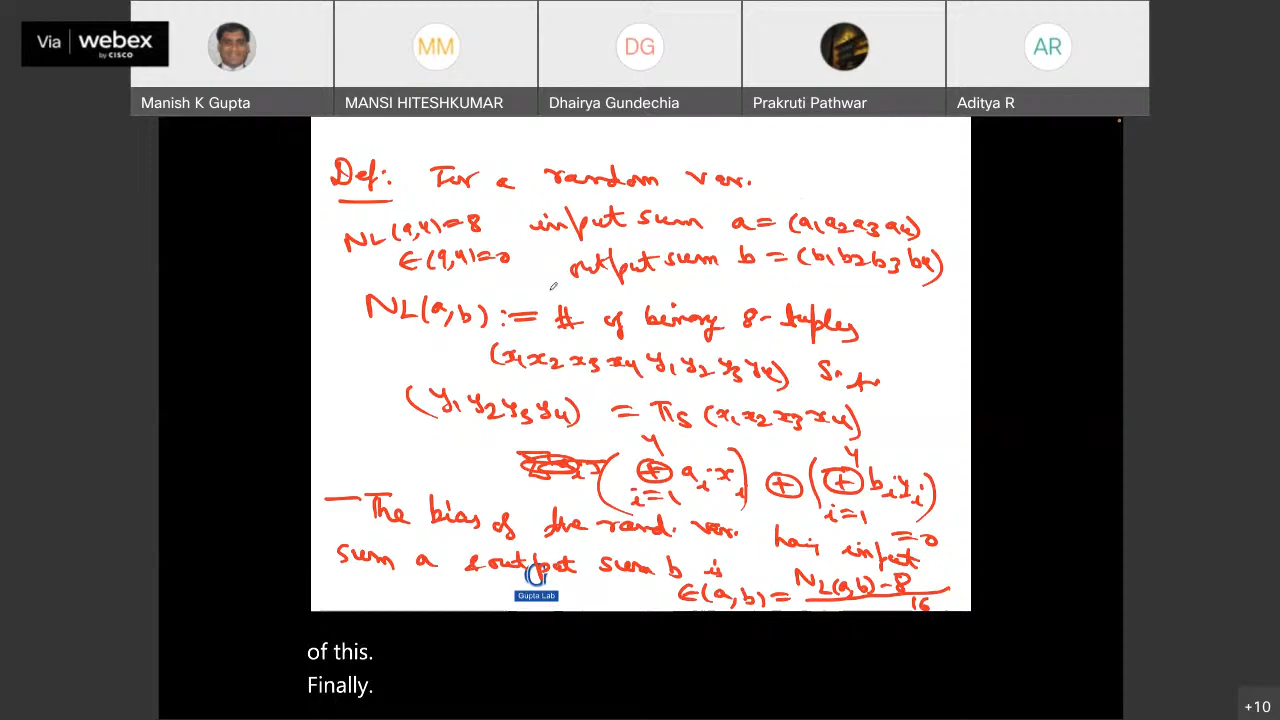 Via webex
by CISCO
MM
DG
AR
Manish K Gupta
MANSI HITESHKUMAR
Dhairya Gundechia
Prakruti Pathwar
Aditya R
Def: For a random var.
NL(9,4)=8 input sum a = (a1 a2 a3 a4)
∈(9,4)=0 output sum b = (b1 b2 b3 b4)
NL(a,b) := # of binary 8-tuples
(x1 x2 x3 x4 y1 y2 y3 y4)
(y1 y2 y3 y4) = πs (x1 x2 x3 x4)
(⊕ i=1 4 ai xi) ⊕ (⊕ i=1 4 bi yi) = 0
— The bias of the rand. var. having input
sum a & output sum b is
∈(a,b) = NL(a,b) - 8 / 16
Gupta Lab
of this.
Finally.
+10